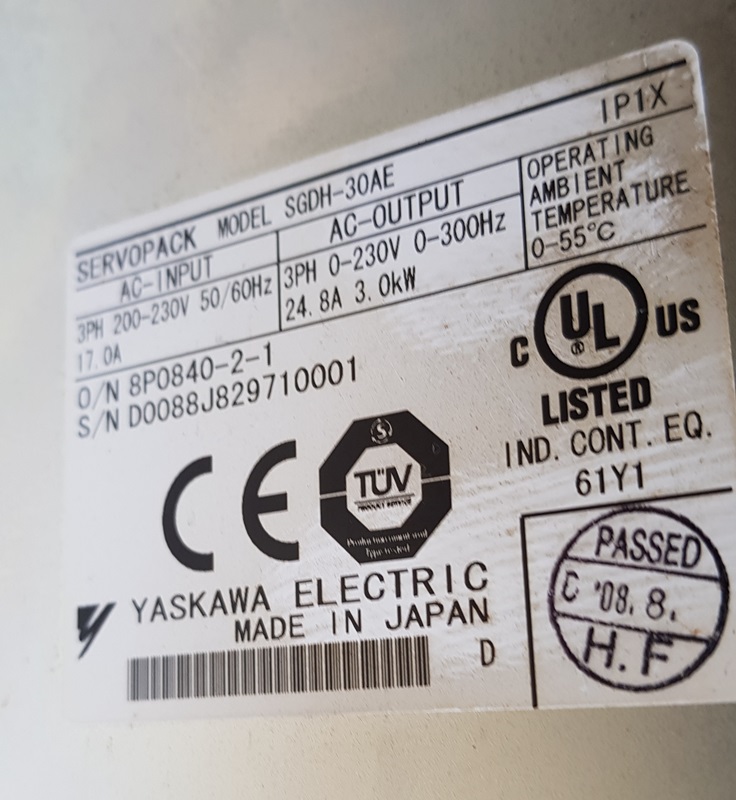 IP1X
SERVOPACK MODEL SGDH-30AE
AC-INPUT
3PH 200-230V 50/60Hz
17.0A
AC-OUTPUT
3PH 0-230V 0-300Hz
24.8A 3.0kW
OPERATING
AMBIENT
TEMPERATURE
0-55°C
O/N 8P0840-2-1
S/N D0088J829710001
C UL ® US
LISTED
IND. CONT. EQ.
61Y1
CE
TÜV
PRODUCT SERVICE
YASKAWA ELECTRIC
MADE IN JAPAN
D
PASSED
C '08.8.
H.F